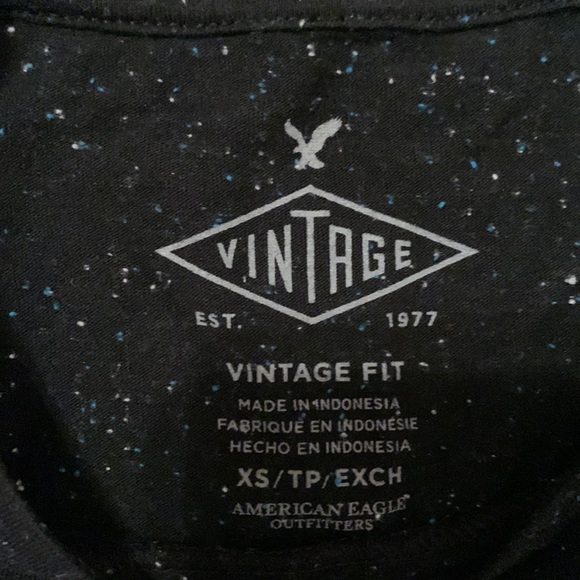 VINTAGE
EST. 1977
VINTAGE FIT
MADE IN INDONESIA
FABRIQUE EN INDONÉSIE
HECHO EN INDONESIA
XS/TP/EXCH
AMERICAN EAGLE
OUTFITTERS